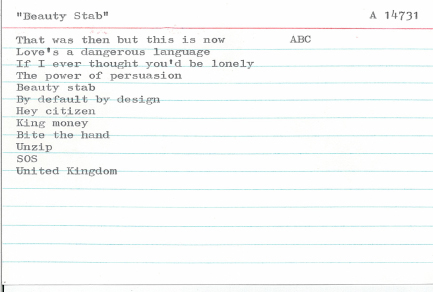 "Beauty Stab" A 14731
That was then but this is now ABC
Love's a dangerous language
If I ever thought you'd be lonely
The power of persuasion
Beauty stab
By default by design
Hey citizen
King money
Bite the hand
Unzip
SOS
United Kingdom